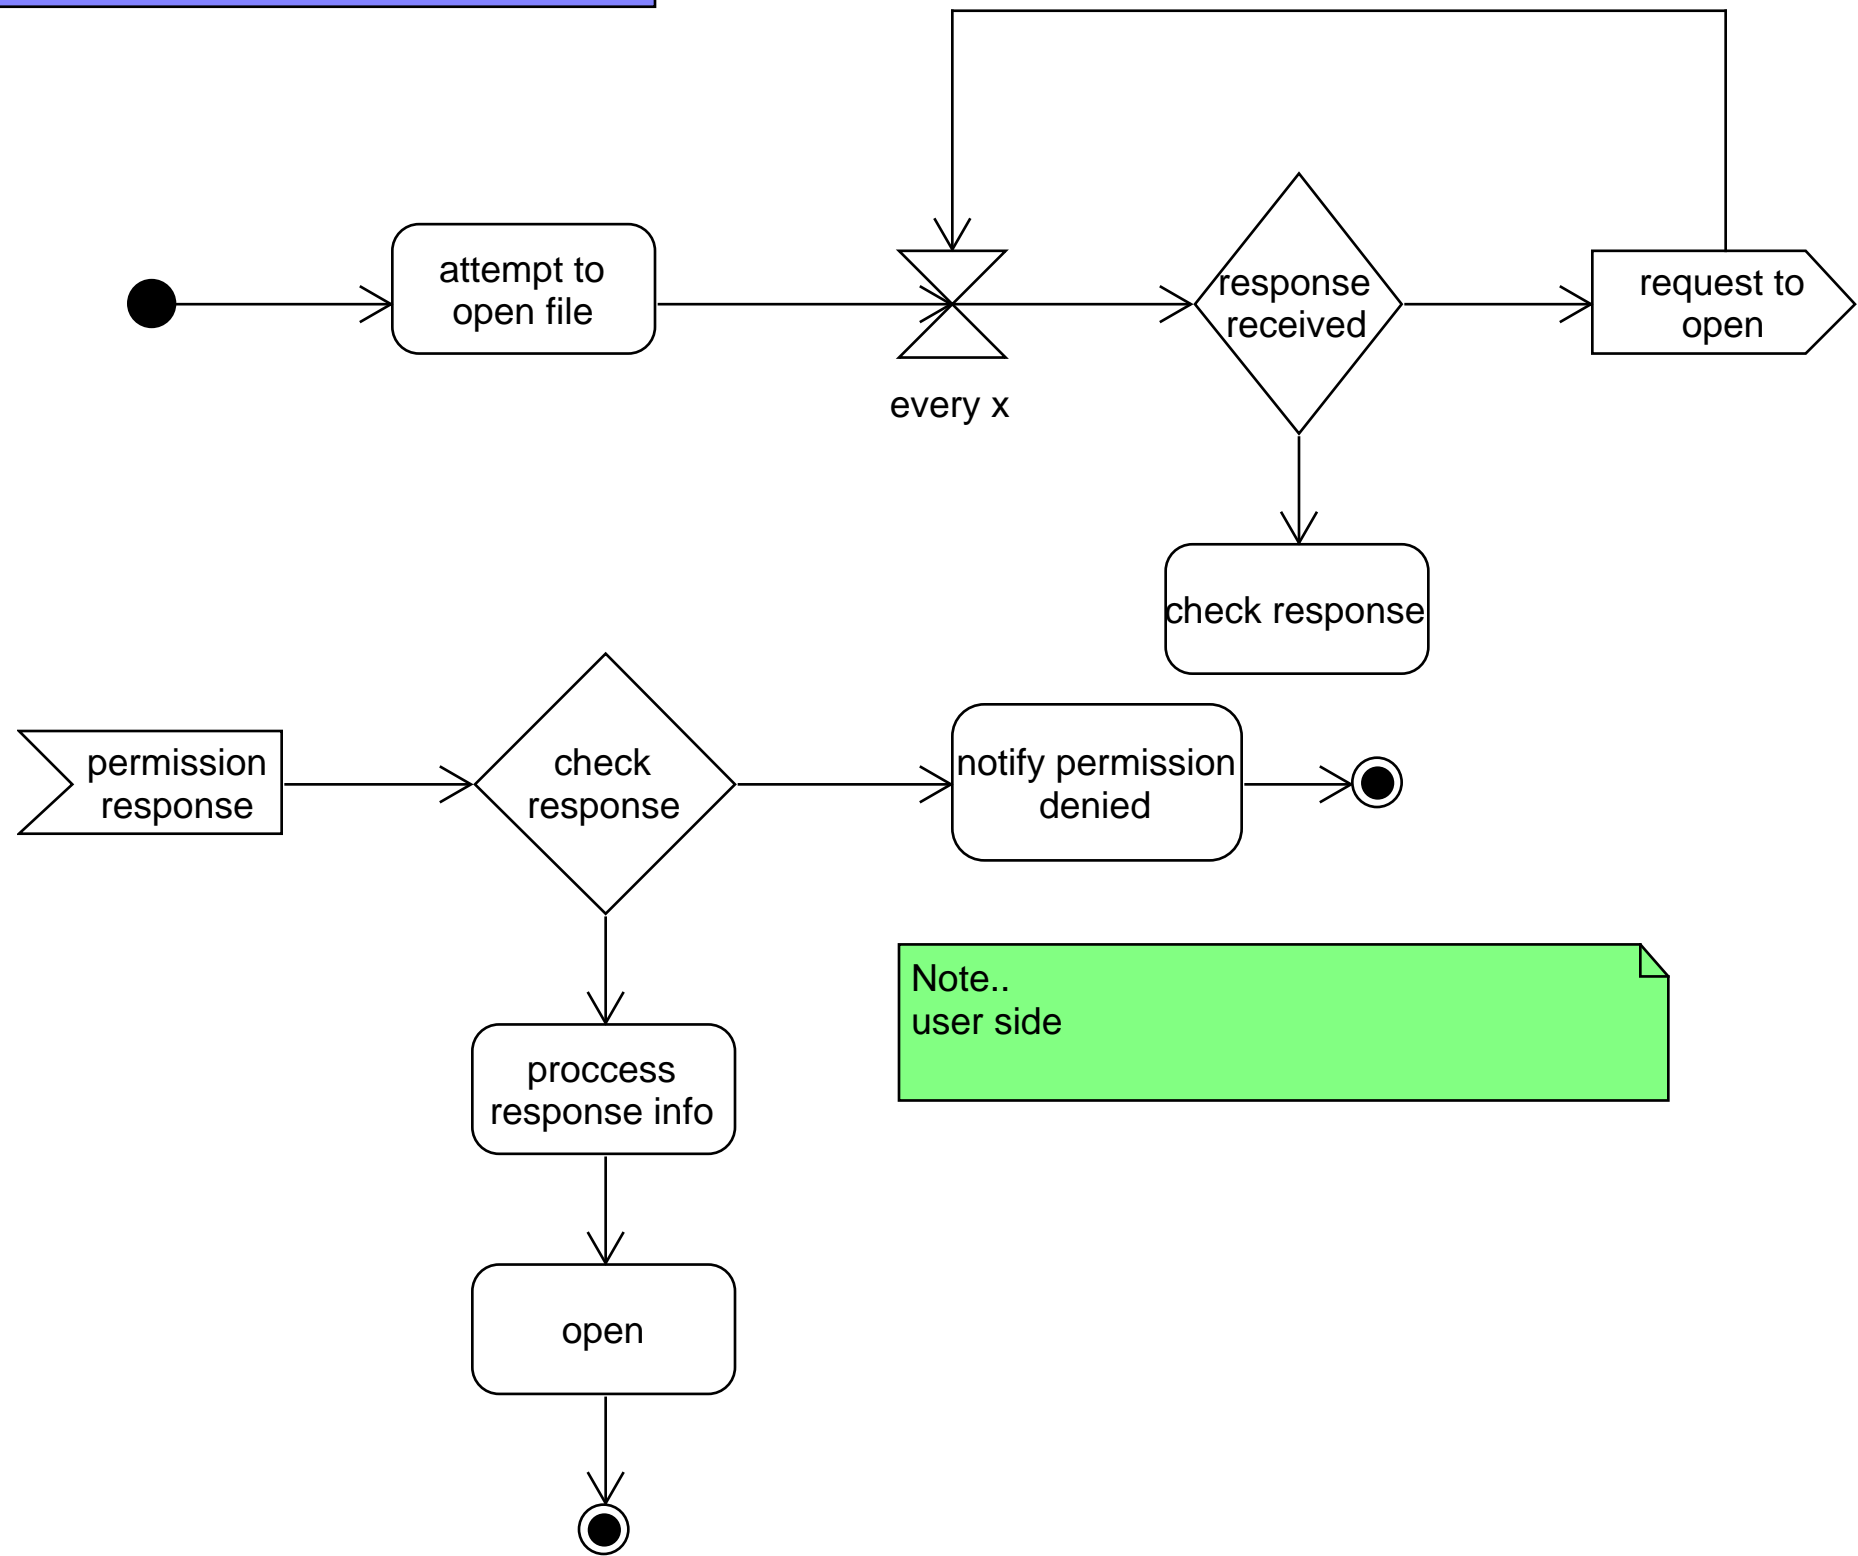 attempt to
open file
every x
response
received
request to
open
check response
permission
response
check
response
notify permission
denied
Note..
user side
proccess
response info
open